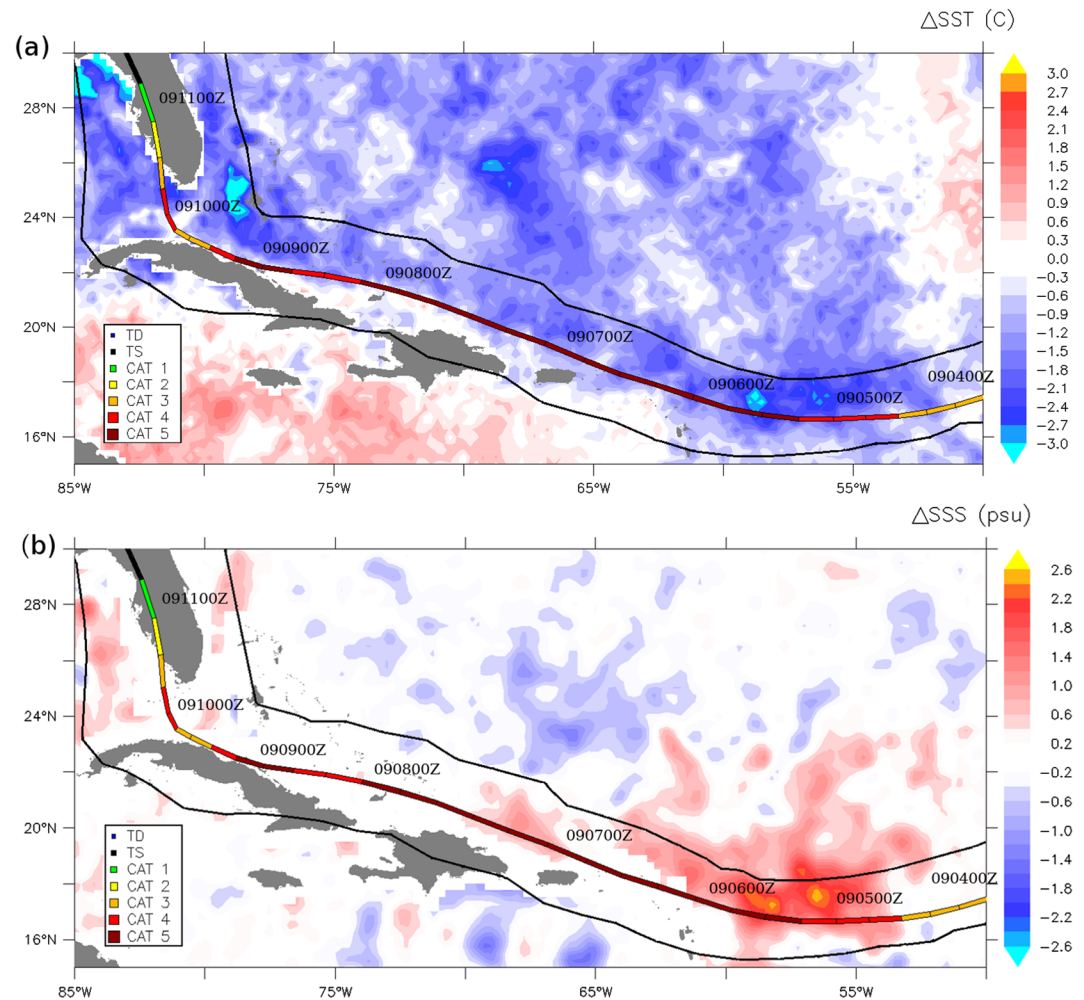 ΔSST (C)
(a)
28°N
24°N
20°N
16°N
091100Z
091000Z
090900Z
090800Z
090700Z
090600Z
090500Z
090400Z
TD
TS
CAT 1
CAT 2
CAT 3
CAT 4
CAT 5
85°W
75°W
65°W
55°W
3.0
2.7
2.4
2.1
1.8
1.5
1.2
0.9
0.6
0.3
0.0
−0.3
−0.6
−0.9
−1.2
−1.5
−1.8
−2.1
−2.4
−2.7
−3.0
ΔSSS (psu)
(b)
28°N
24°N
20°N
16°N
091100Z
091000Z
090900Z
090800Z
090700Z
090600Z
090500Z
090400Z
TD
TS
CAT 1
CAT 2
CAT 3
CAT 4
CAT 5
85°W
75°W
65°W
55°W
2.6
2.2
1.8
1.4
1.0
0.6
0.2
−0.2
−0.6
−1.0
−1.4
−1.8
−2.2
−2.6